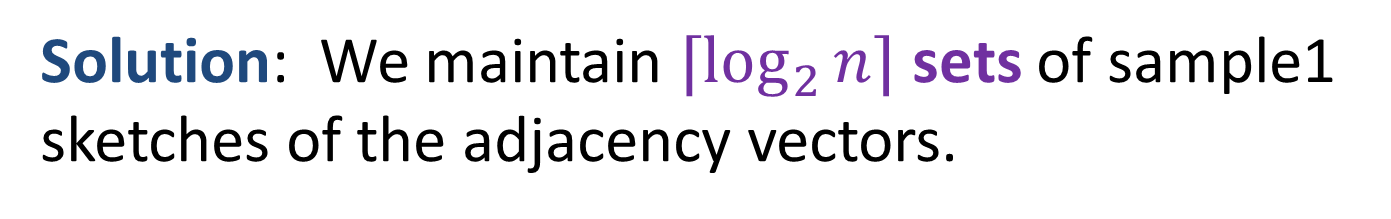 Solution: We maintain ⌈log₂ n⌉ sets of sample1
sketches of the adjacency vectors.